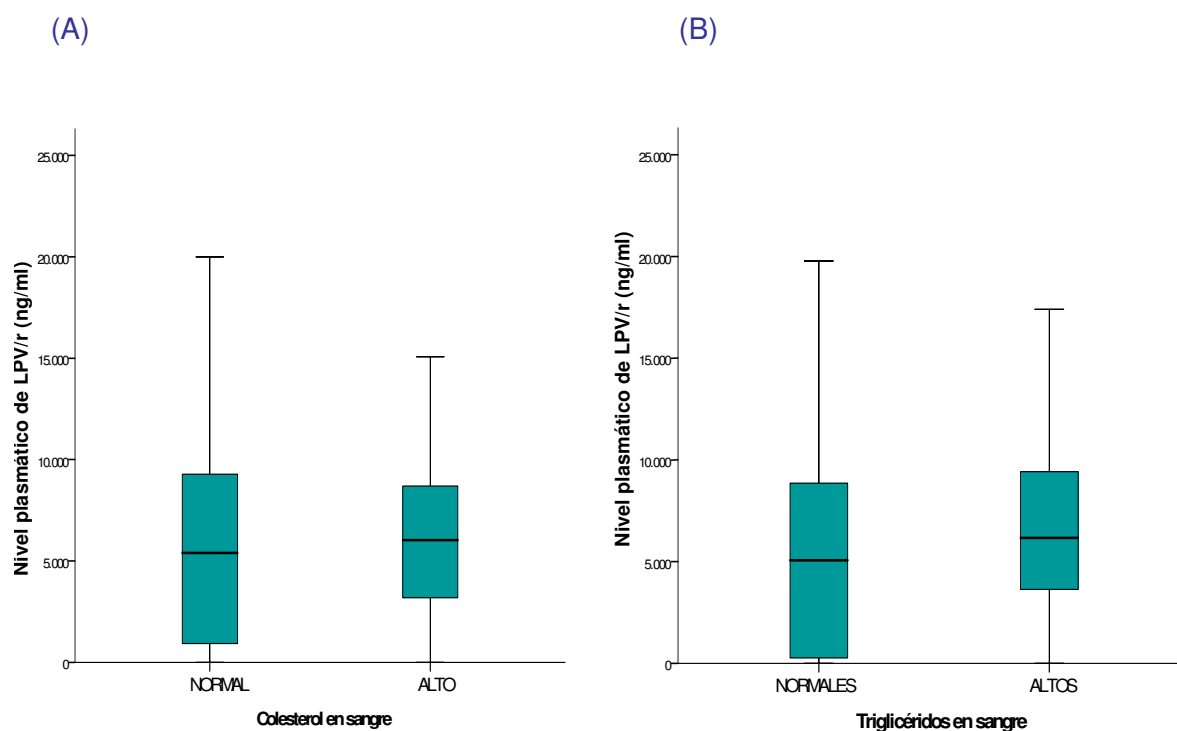 (A)
(B)
Nivel plasmático de LPV/r (ng/ml)
25.000
20.000
15.000
10.000
5.000
0
NORMAL
ALTO
Colesterol en sangre
Nivel plasmático de LPV/r (ng/ml)
25.000
20.000
15.000
10.000
5.000
0
NORMALES
ALTOS
Triglicéridos en sangre